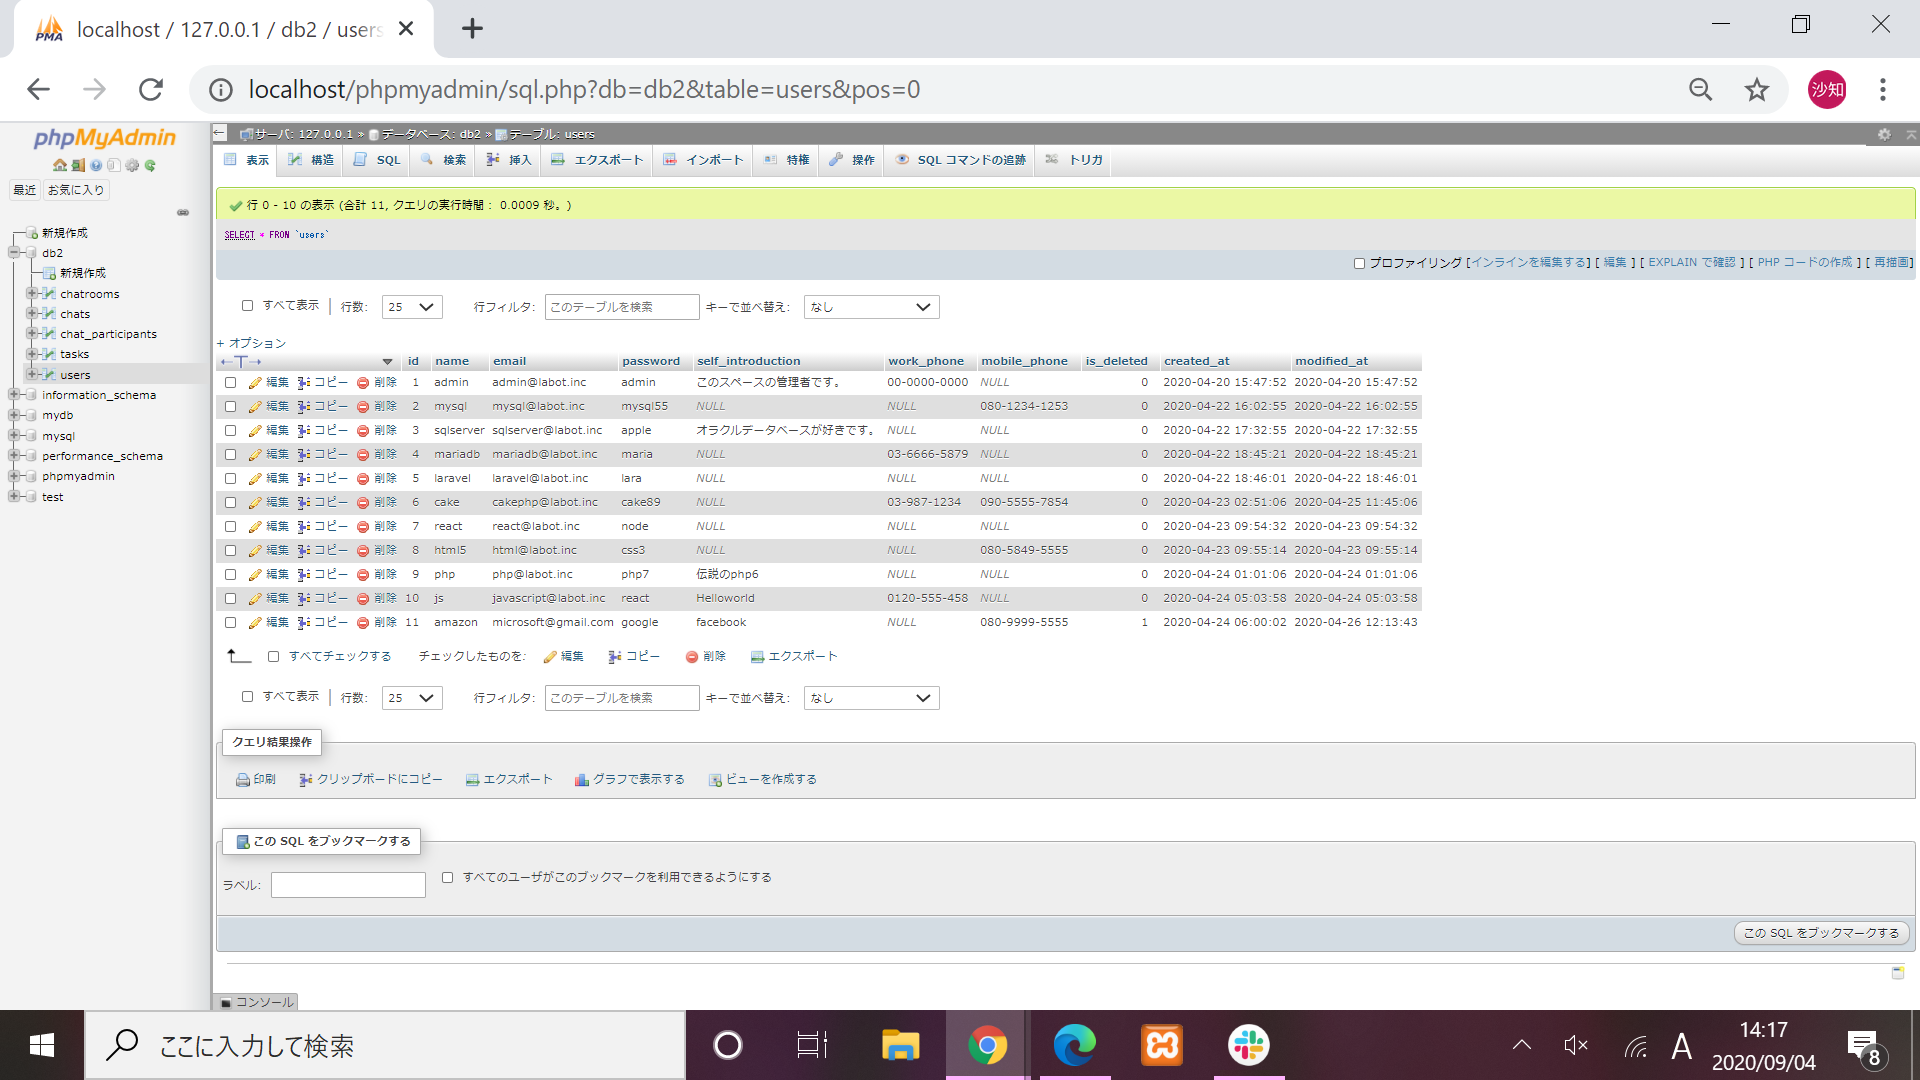 localhost / 127.0.0.1 / db2 / users
localhost/phpmyadmin/sql.php?db=db2&table=users&pos=0
沙知
phpMyAdmin
最近 お気に入り
新規作成
db2
新規作成
chatrooms
chats
chat_participants
tasks
users
information_schema
mydb
mysql
performance_schema
phpmyadmin
test
サーバ: 127.0.0.1 » データベース: db2 » テーブル: users
表示 構造 SQL 検索 挿入 エクスポート インポート 特権 操作 SQL コマンドの追跡 トリガ
行 0 - 10 の表示 (合計 11, クエリの実行時間： 0.0009 秒。)
SELECT * FROM `users`
プロファイリング [インラインを編集する] [ 編集 ] [ EXPLAIN で確認 ] [ PHP コードの作成 ] [ 再描画]
すべて表示 行数: 25 行フィルタ: このテーブルを検索 キーで並べ替え: なし
+ オプション
←T→ id name email password self_introduction work_phone mobile_phone is_deleted created_at modified_at
編集 コピー 削除 1 admin admin@labot.inc admin このスペースの管理者です。 00-0000-0000 NULL 0 2020-04-20 15:47:52 2020-04-20 15:47:52
編集 コピー 削除 2 mysql mysql@labot.inc mysql55 NULL NULL 080-1234-1253 0 2020-04-22 16:02:55 2020-04-22 16:02:55
編集 コピー 削除 3 sqlserver sqlserver@labot.inc apple オラクルデータベースが好きです。 NULL NULL 0 2020-04-22 17:32:55 2020-04-22 17:32:55
編集 コピー 削除 4 mariadb mariadb@labot.inc maria NULL 03-6666-5879 NULL 0 2020-04-22 18:45:21 2020-04-22 18:45:21
編集 コピー 削除 5 laravel laravel@labot.inc lara NULL NULL NULL 0 2020-04-22 18:46:01 2020-04-22 18:46:01
編集 コピー 削除 6 cake cakephp@labot.inc cake89 NULL 03-987-1234 090-5555-7854 0 2020-04-23 02:51:06 2020-04-25 11:45:06
編集 コピー 削除 7 react react@labot.inc node NULL NULL NULL 0 2020-04-23 09:54:32 2020-04-23 09:54:32
編集 コピー 削除 8 html5 html@labot.inc css3 NULL NULL 080-5849-5555 0 2020-04-23 09:55:14 2020-04-23 09:55:14
編集 コピー 削除 9 php php@labot.inc php7 伝説のphp6 NULL NULL 0 2020-04-24 01:01:06 2020-04-24 01:01:06
編集 コピー 削除 10 js javascript@labot.inc react Helloworld 0120-555-458 NULL 0 2020-04-24 05:03:58 2020-04-24 05:03:58
編集 コピー 削除 11 amazon microsoft@gmail.com google facebook NULL 080-9999-5555 1 2020-04-24 06:00:02 2020-04-26 12:13:43
すべてチェックする チェックしたものを: 編集 コピー 削除 エクスポート
すべて表示 行数: 25 行フィルタ: このテーブルを検索 キーで並べ替え: なし
クエリ結果操作
印刷 クリップボードにコピー エクスポート グラフで表示する ビューを作成する
この SQL をブックマークする
ラベル: すべてのユーザがこのブックマークを利用できるようにする
この SQL をブックマークする
コンソール
ここに入力して検索
A
14:17
2020/09/04
8